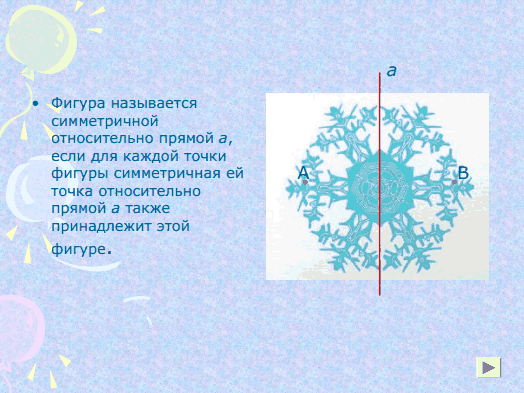 a
• Фигура называется
симметричной
относительно прямой a,
если для каждой точки
фигуры симметричная ей
точка относительно
прямой a также
принадлежит этой
фигуре.
A
B